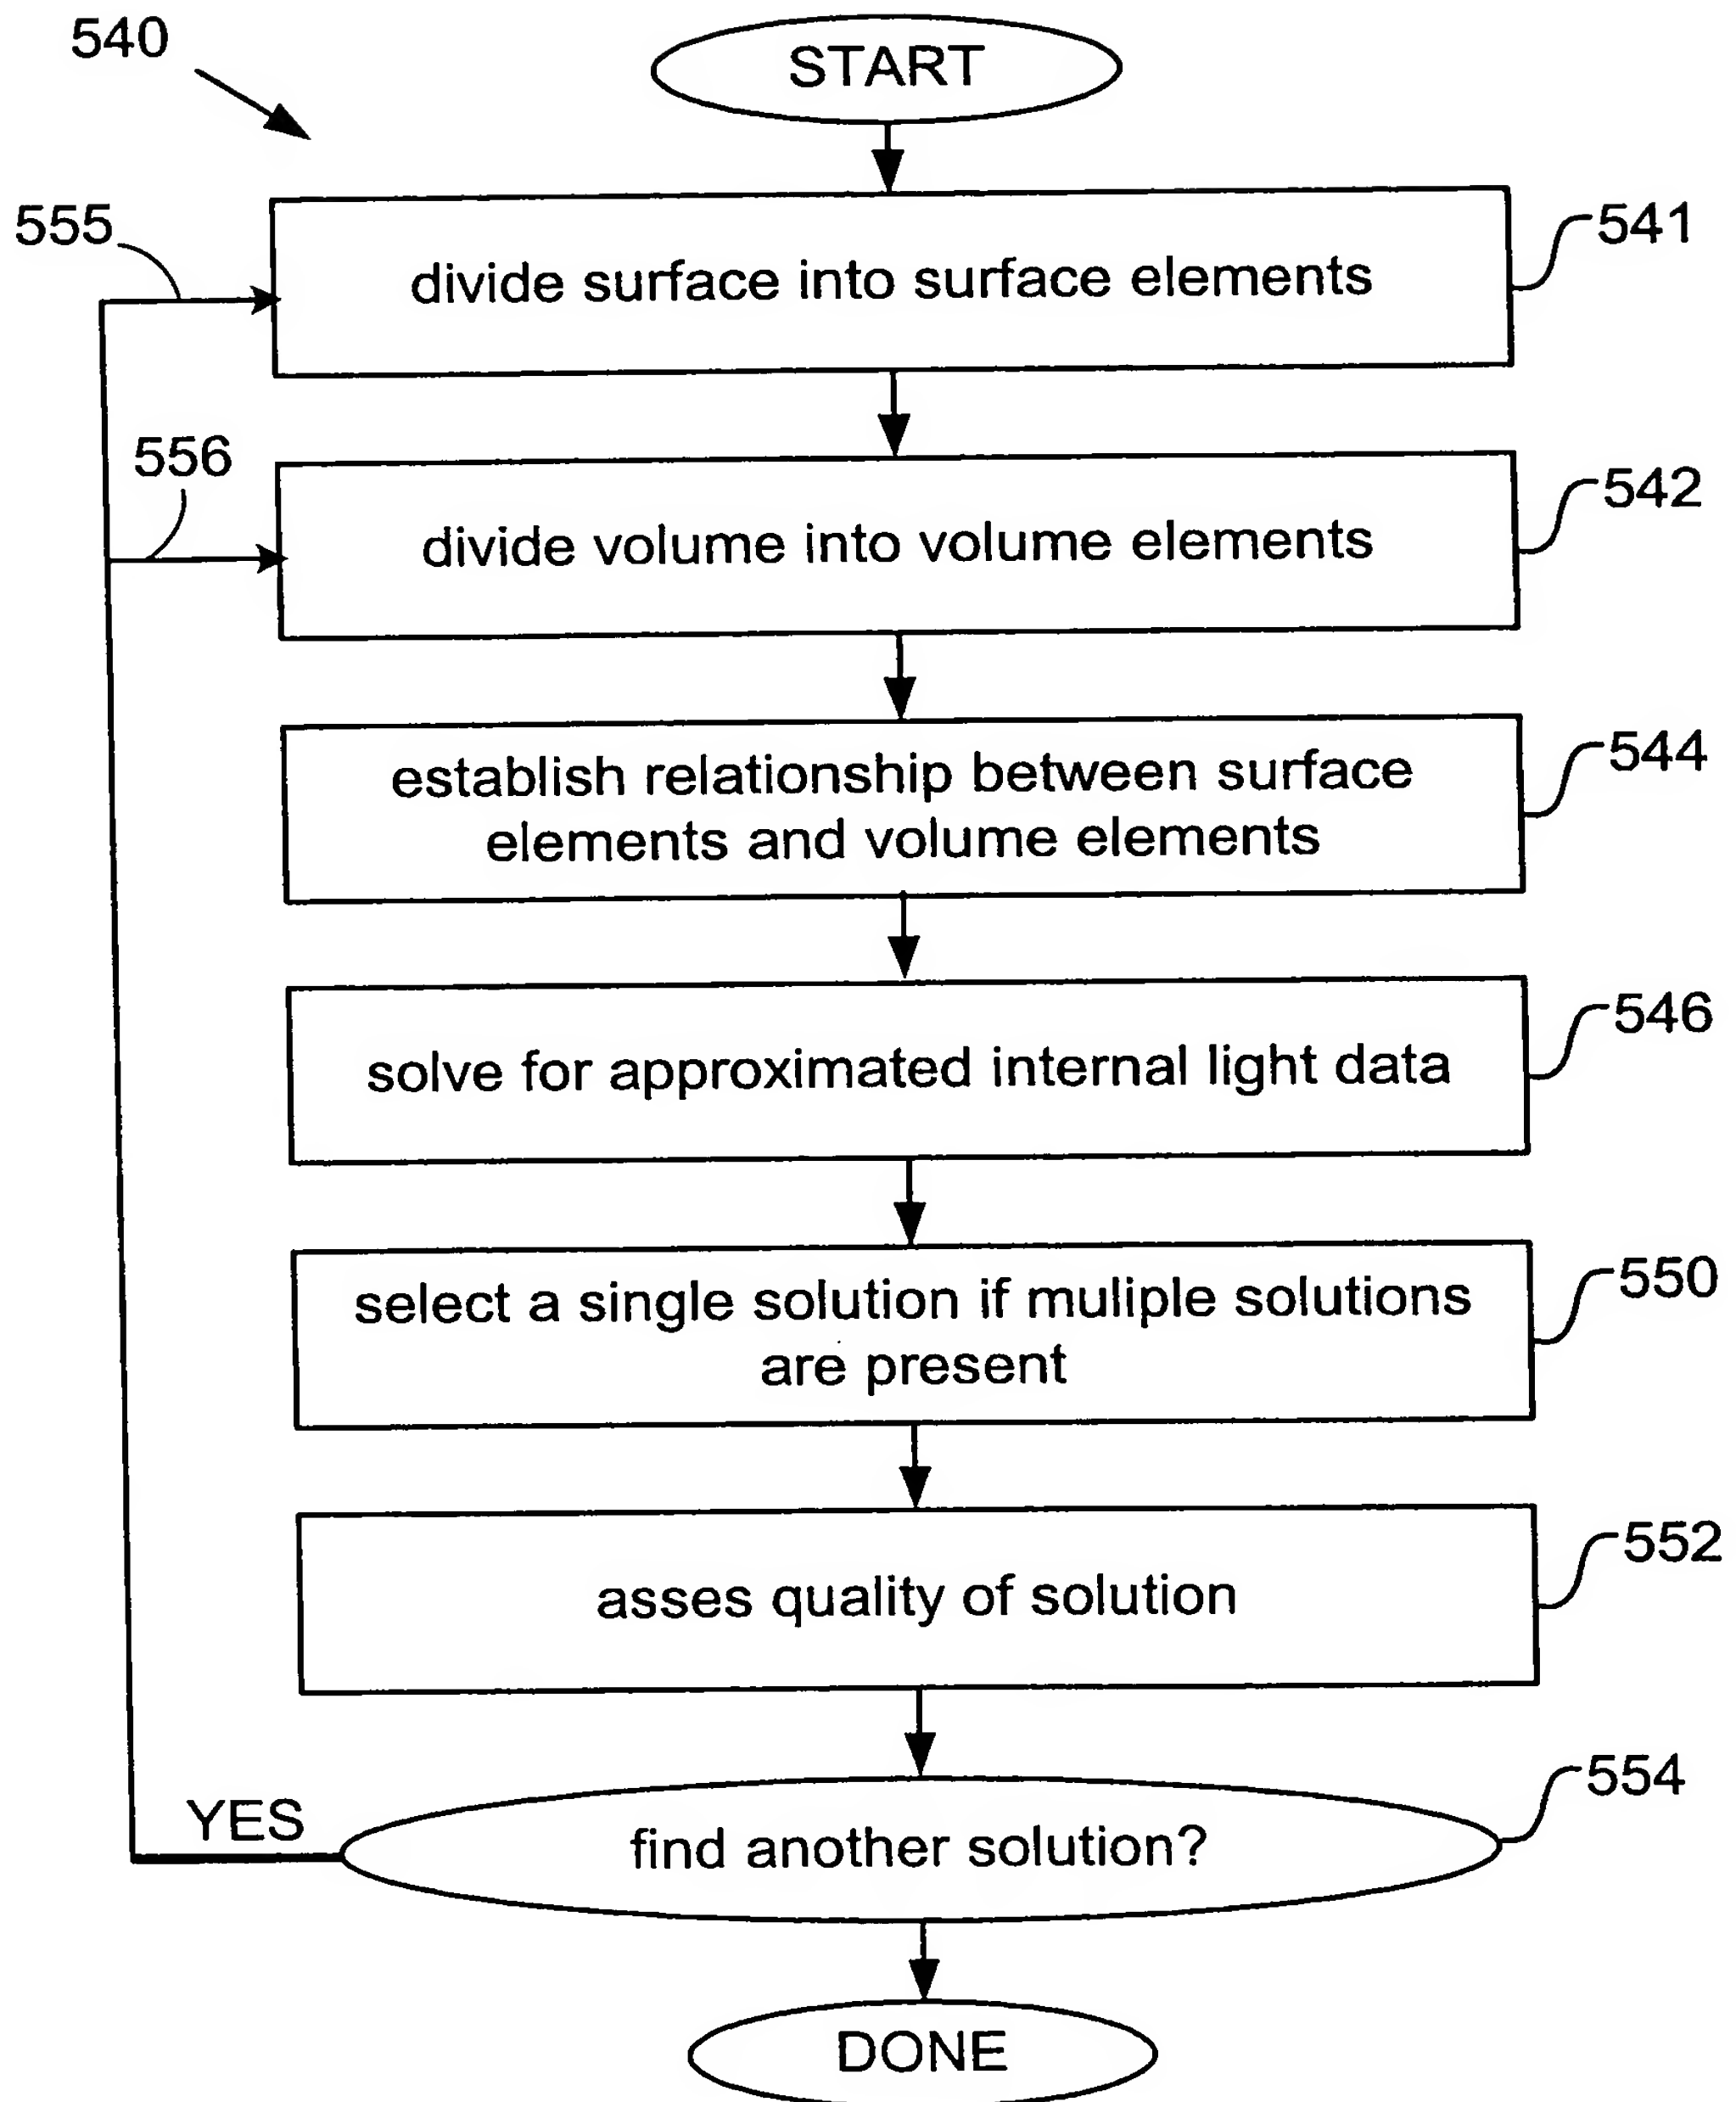 540
START
555
541
divide surface into surface elements
556
542
divide volume into volume elements
544
establish relationship between surface
elements and volume elements
546
solve for approximated internal light data
550
select a single solution if muliple solutions
are present
552
asses quality of solution
554
YES
find another solution?
DONE